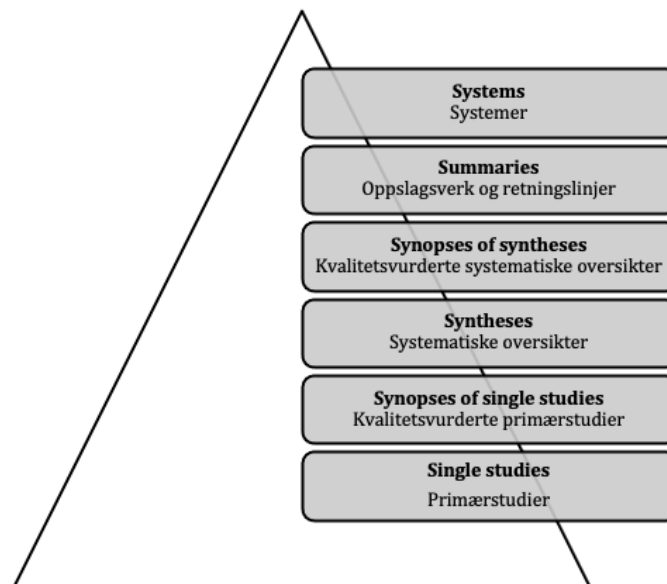 Systems
Systemer
Summaries
Oppslagsverk og retningslinjer
Synopses of syntheses
Kvalitetsvurderte systematiske oversikter
Syntheses
Systematiske oversikter
Synopses of single studies
Kvalitetsvurderte primærstudier
Single studies
Primærstudier